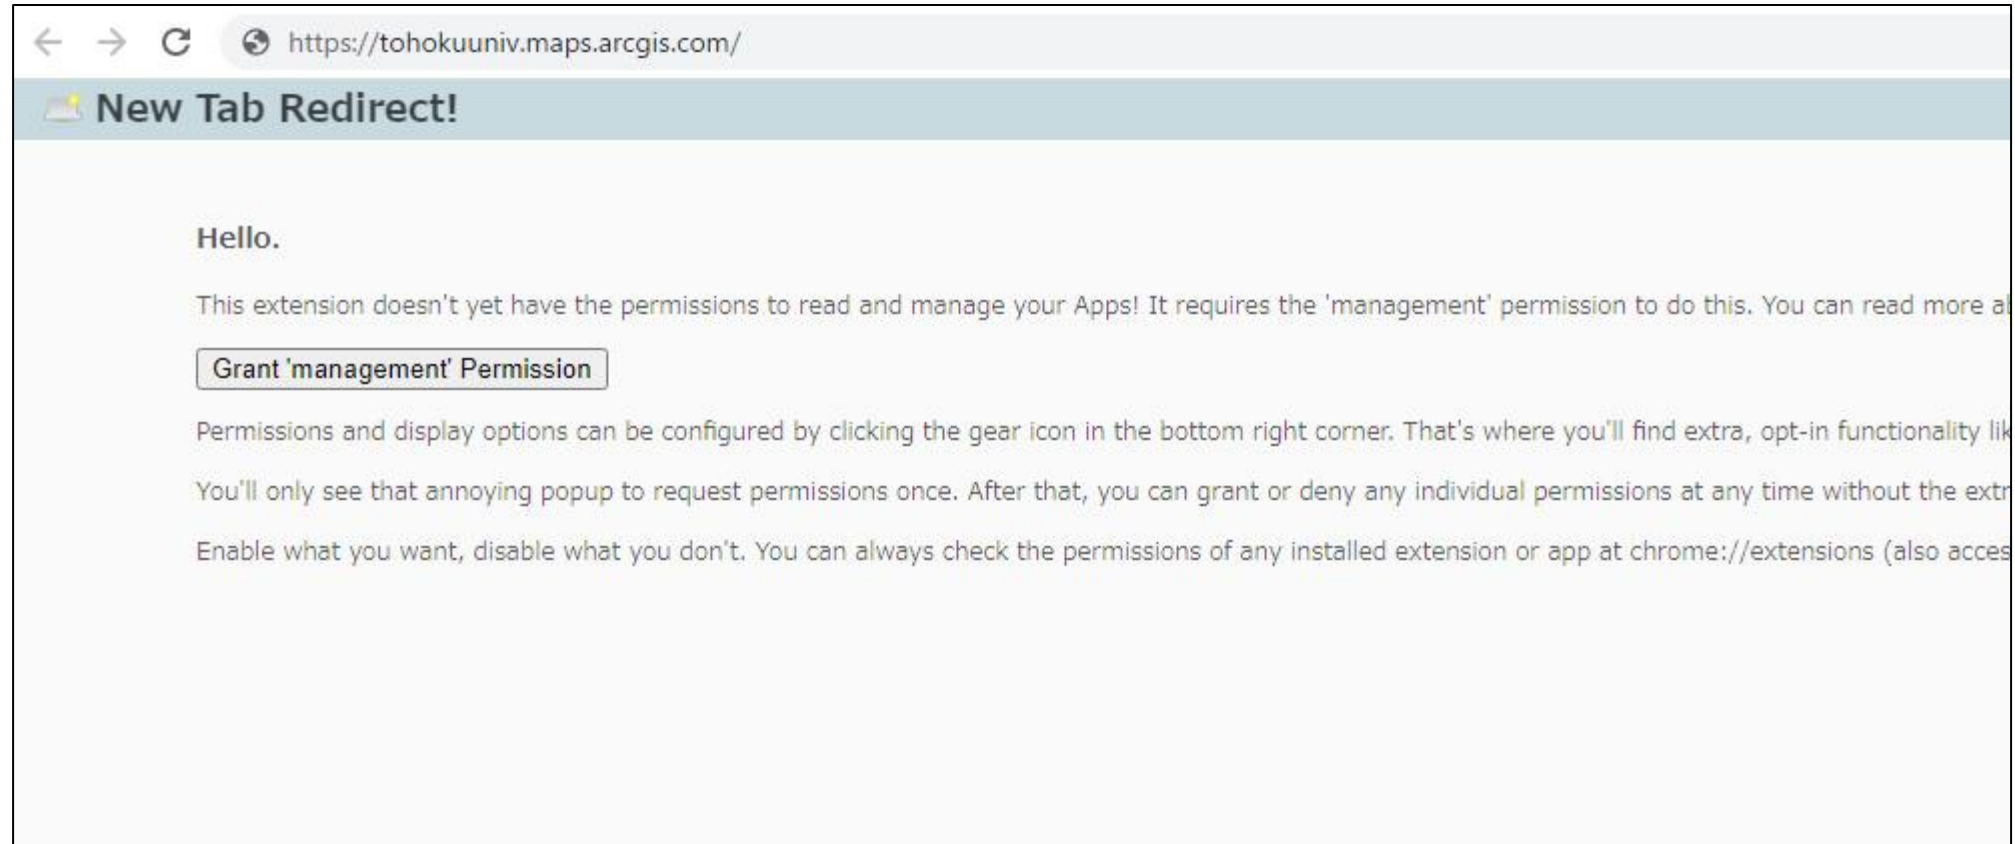 https://tohokuuniv.maps.arcgis.com/
New Tab Redirect!
Hello.
This extension doesn't yet have the permissions to read and manage your Apps! It requires the 'management' permission to do this. You can read more
Grant 'management' Permission
Permissions and display options can be configured by clicking the gear icon in the bottom right corner. That's where you'll find extra, opt-in functionality
You'll only see that annoying popup to request permissions once. After that, you can grant or deny any individual permissions at any time without the
Enable what you want, disable what you don't. You can always check the permissions of any installed extension or app at chrome://extensions (also